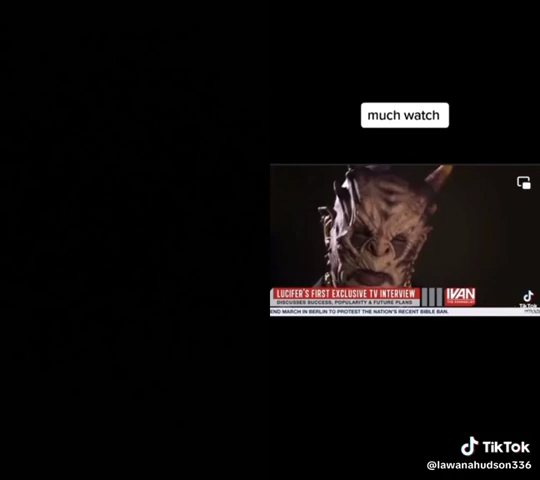 much watch
LUCIFER'S FIRST EXCLUSIVE TV INTERVIEW
DISCUSSES SUCCESS, POPULARITY & FUTURE PLANS
IVAN
END MARCH IN BERLIN TO PROTEST THE NATION'S RECENT BIBLE BAN.
TikTok
TikTok
@lawanahudson336